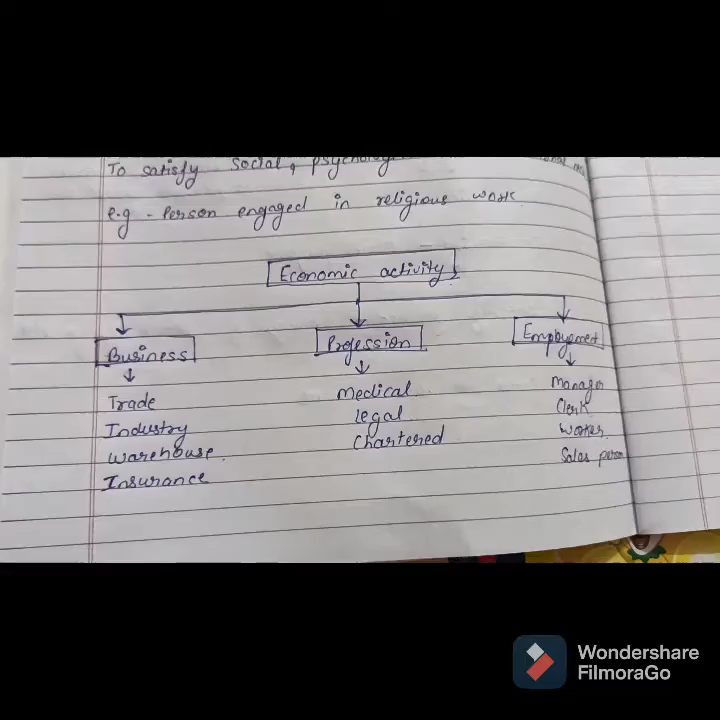 To satisfy social, psycholog
e.g - Person engaged in religious work
Economic activity
Business
Profession
Employment
Trade
Industry
Warehouse
Insurance
Medical
Legal
Chartered
Manager
Clerk
Worker
Sales person
Wondershare
FilmoraGo